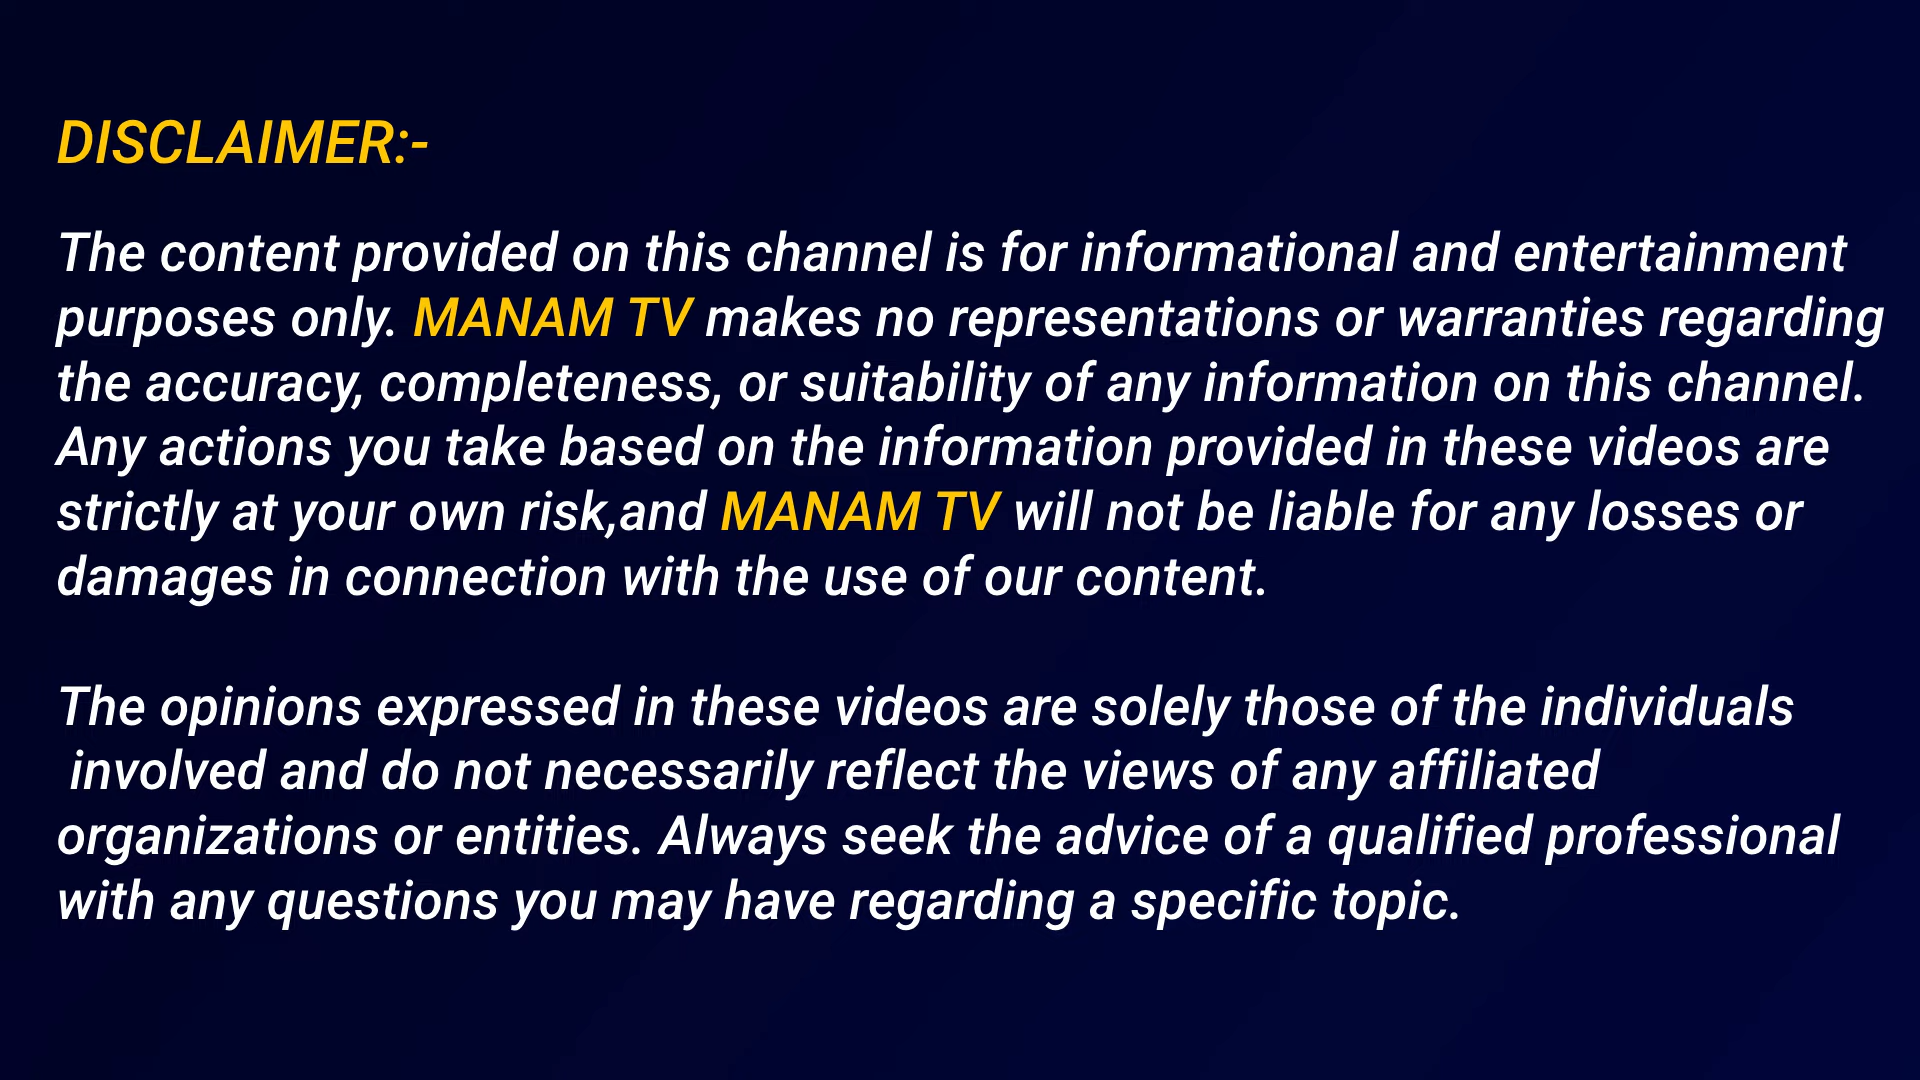 DISCLAIMER:-
The content provided on this channel is for informational and entertainment
purposes only. MANAM TV makes no representations or warranties regarding
the accuracy, completeness, or suitability of any information on this channel.
Any actions you take based on the information provided in these videos are
strictly at your own risk,and MANAM TV will not be liable for any losses or
damages in connection with the use of our content.
The opinions expressed in these videos are solely those of the individuals
involved and do not necessarily reflect the views of any affiliated
organizations or entities. Always seek the advice of a qualified professional
with any questions you may have regarding a specific topic.